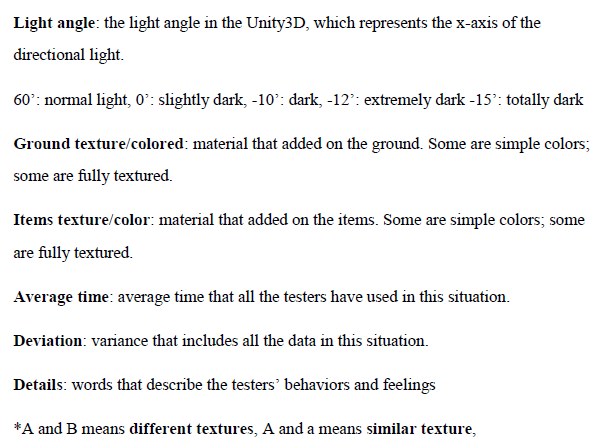 Light angle: the light angle in the Unity3D, which represents the x-axis of the
directional light.
60’: normal light, 0’: slightly dark, -10’: dark, -12’: extremely dark -15’: totally dark
Ground texture/colored: material that added on the ground. Some are simple colors;
some are fully textured.
Items texture/color: material that added on the items. Some are simple colors; some
are fully textured.
Average time: average time that all the testers have used in this situation.
Deviation: variance that includes all the data in this situation.
Details: words that describe the testers’ behaviors and feelings
*A and B means different textures, A and a means similar texture,